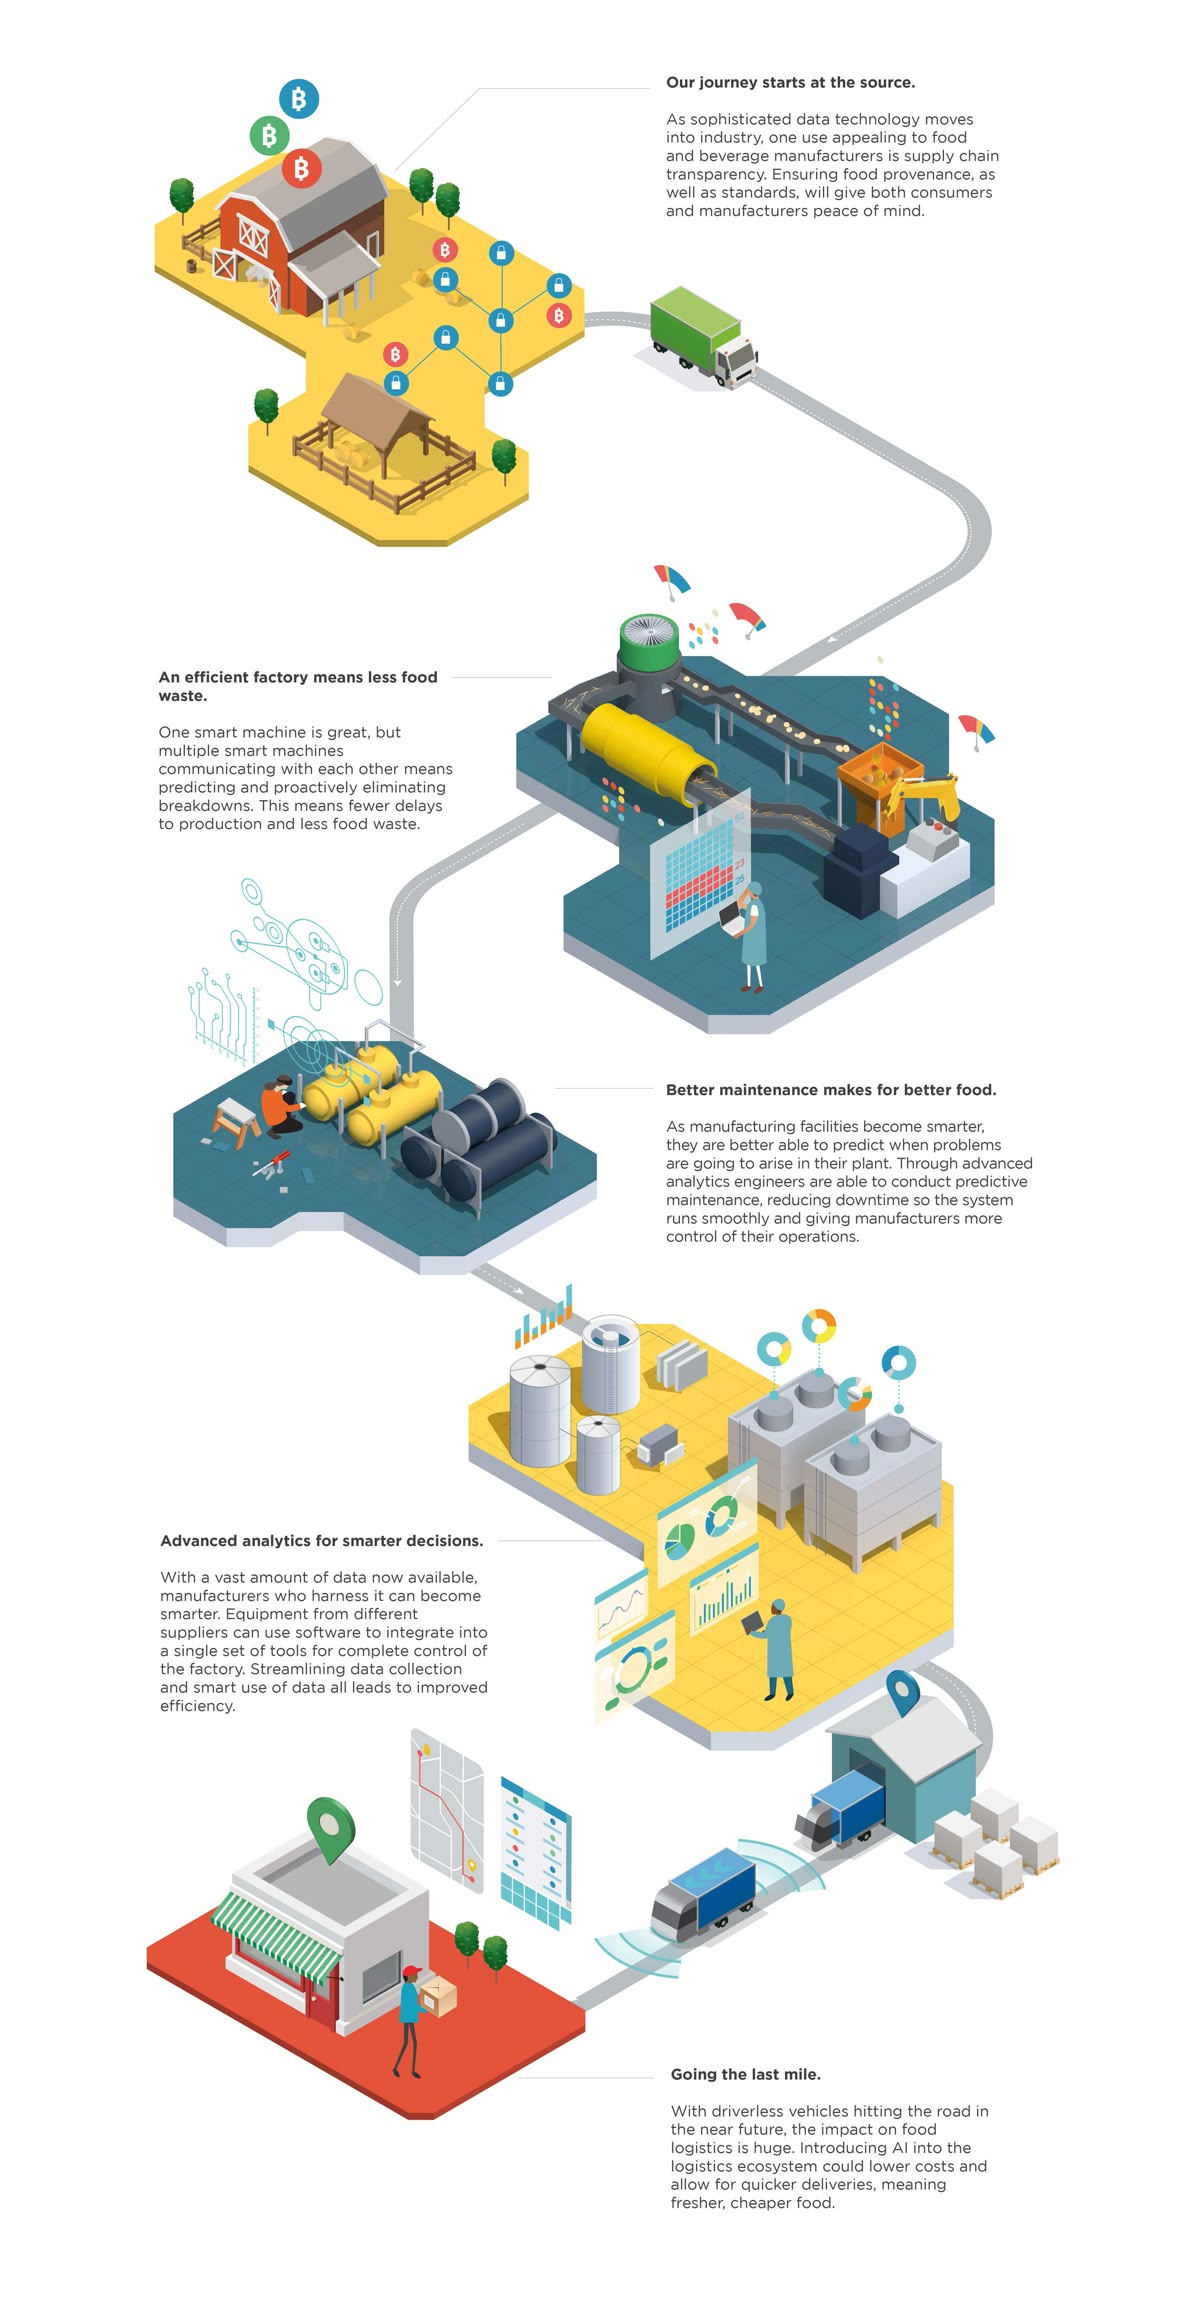 Our journey starts at the source.
As sophisticated data technology moves
into industry, one use appealing to food
and beverage manufacturers is supply chain
transparency. Ensuring food provenance, as
well as standards, will give both consumers
and manufacturers peace of mind.
An efficient factory means less food
waste.
One smart machine is great, but
multiple smart machines
communicating with each other means
predicting and proactively eliminating
breakdowns. This means fewer delays
to production and less food waste.
23
25
Better maintenance makes for better food.
As manufacturing facilities become smarter,
they are better able to predict when problems
are going to arise in their plant. Through advanced
analytics engineers are able to conduct predictive
maintenance, reducing downtime so the system
runs smoothly and giving manufacturers more
control of their operations.
Advanced analytics for smarter decisions.
With a vast amount of data now available,
manufacturers who harness it can become
smarter. Equipment from different
suppliers can use software to integrate into
a single set of tools for complete control of
the factory. Streamlining data collection
and smart use of data all leads to improved
efficiency.
Going the last mile.
With driverless vehicles hitting the road in
the near future, the impact on food
logistics is huge. Introducing AI into the
logistics ecosystem could lower costs and
allow for quicker deliveries, meaning
fresher, cheaper food.